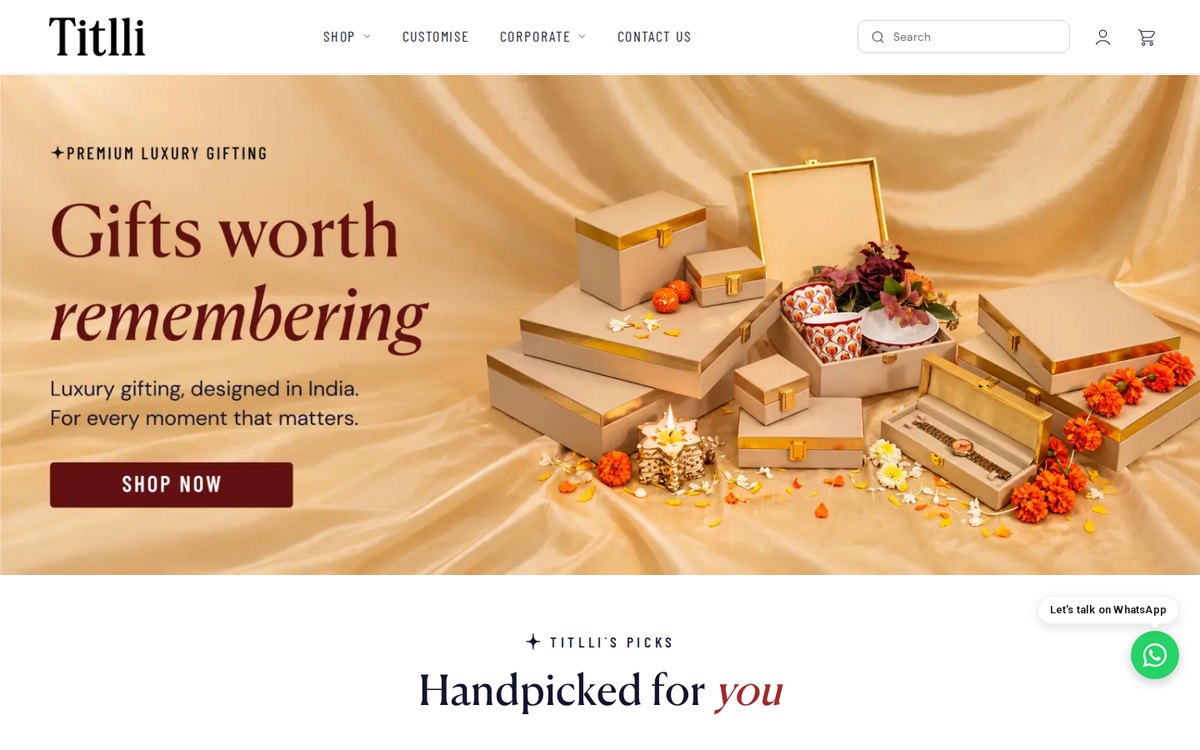 Titlli
SHOP
CUSTOMISE
CORPORATE
CONTACT US
Search
PREMIUM LUXURY GIFTING
Gifts worth
remembering
Luxury gifting, designed in India.
For every moment that matters.
SHOP NOW
Let's talk on WhatsApp
TITLLI'S PICKS
Handpicked for you